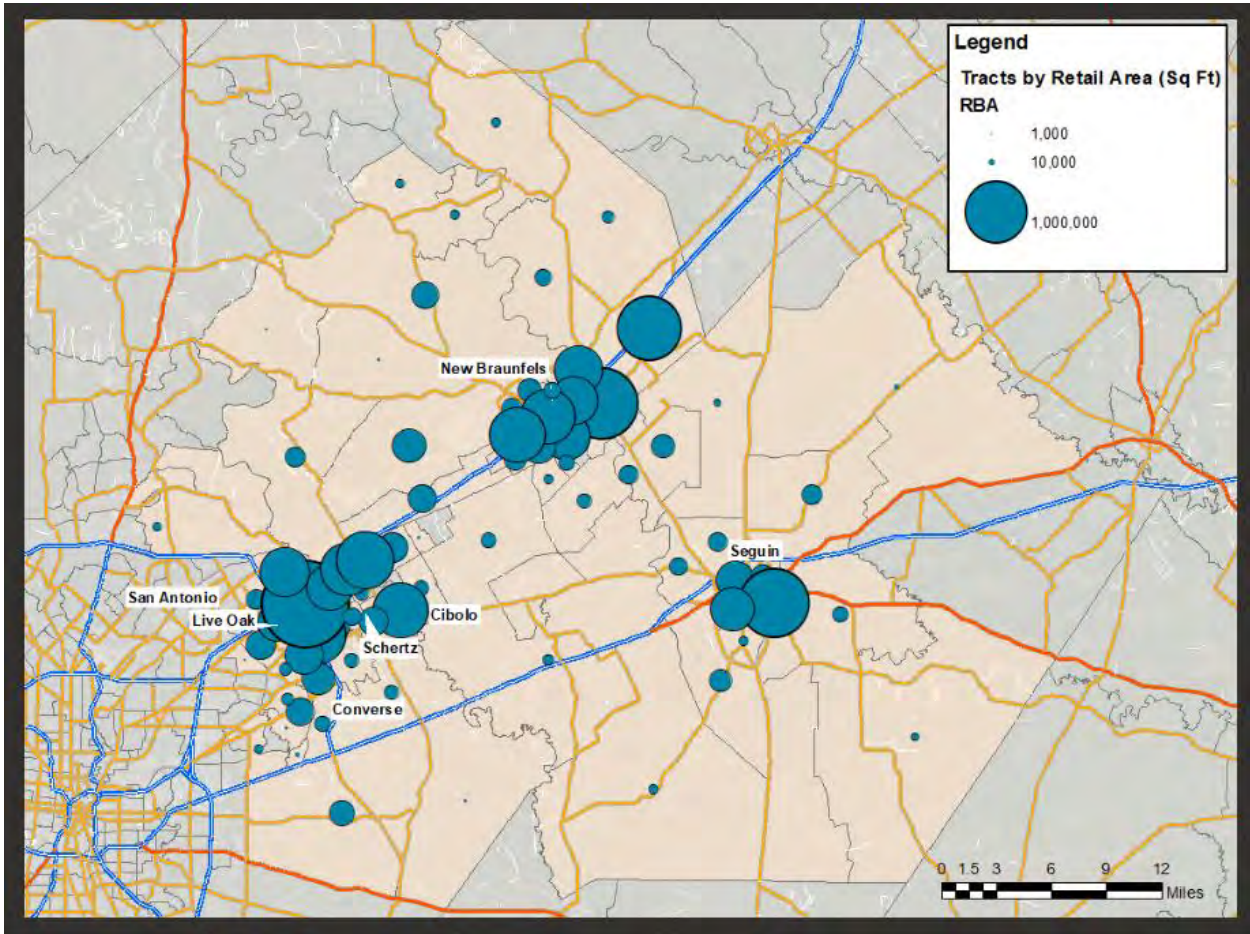 Legend
Tracts by Retail Area (Sq Ft)
RBA
1,000
10,000
1,000,000
New Braunfels
Seguin
San Antonio
Live Oak
Cibolo
Schertz
Converse
0 1.5 3 6 9 12
Miles